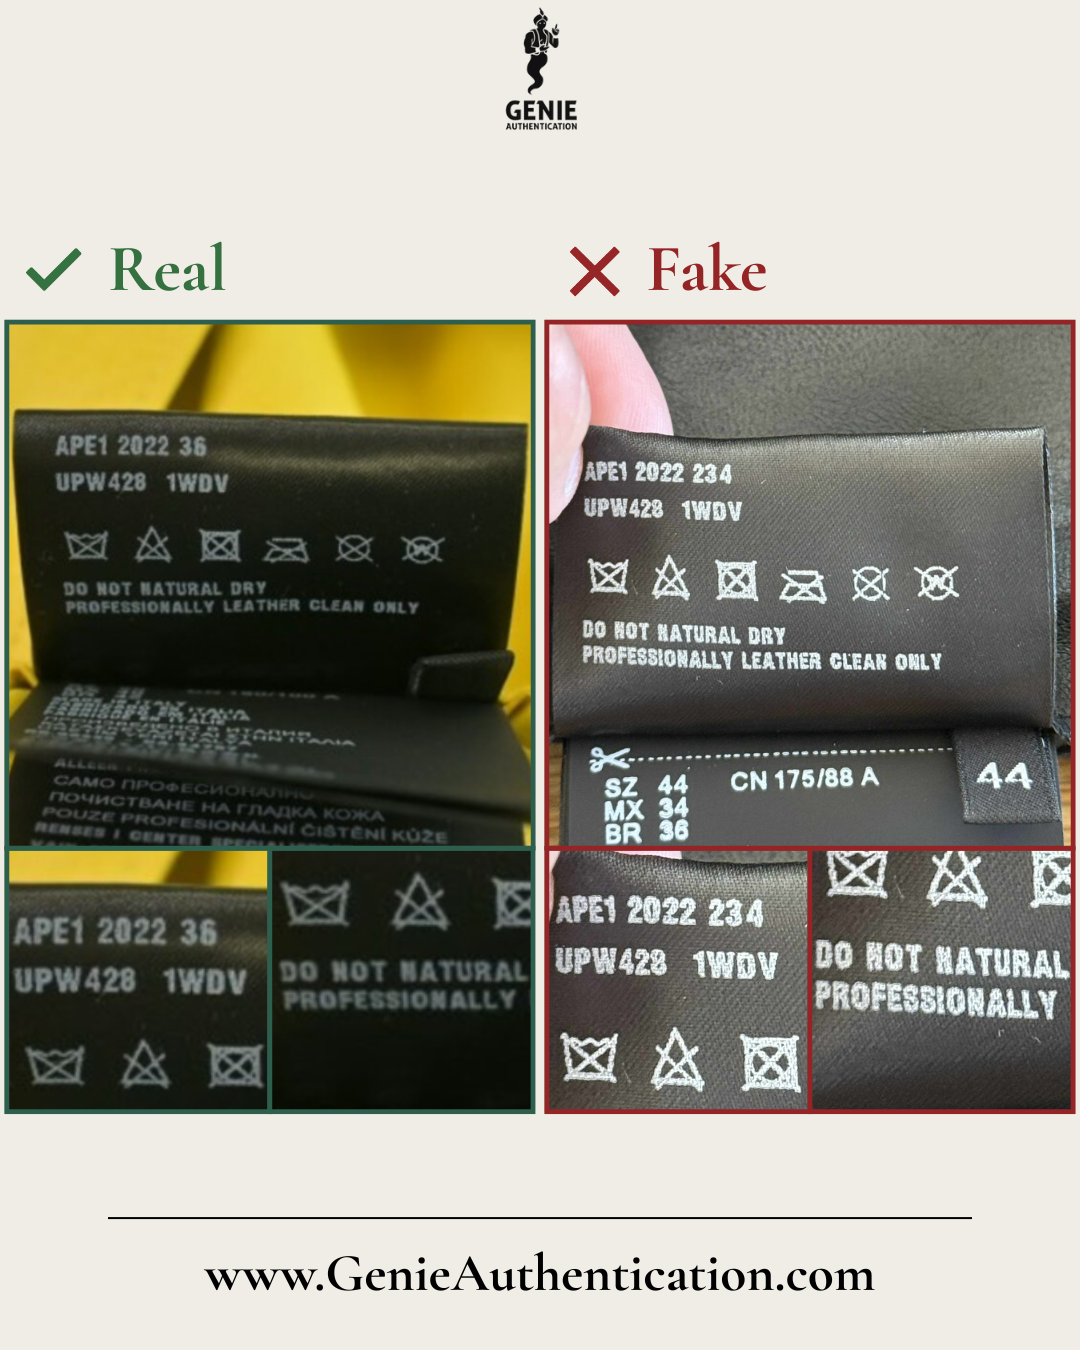 GENIE
AUTHENTICATION
Real
Fake
APE1 2022 36
UPW428 1WDV
DO NOT NATURAL DRY
PROFESSIONALLY LEATHER CLEAN ONLY
САМО ПРОФЕСИОНАЛНО
ПОЧИСТВАНЕ НА ГЛАДКА КОЖА
POUZE PROFESIONÁLNÍ ČIŠTĚNÍ KŮŽE
RENSES I CENTER
APE1 2022 36
UPW428 1WDV
DO NOT NATURAL
PROFESSIONALLY
APE1 2022 234
UPW428 1WDV
DO NOT NATURAL DRY
PROFESSIONALLY LEATHER CLEAN ONLY
SZ 44
MX 34
BR 36
CN 175/88 A
44
APE1 2022 234
UPW428 1WDV
DO NOT NATURAL
PROFESSIONALLY
www.GenieAuthentication.com